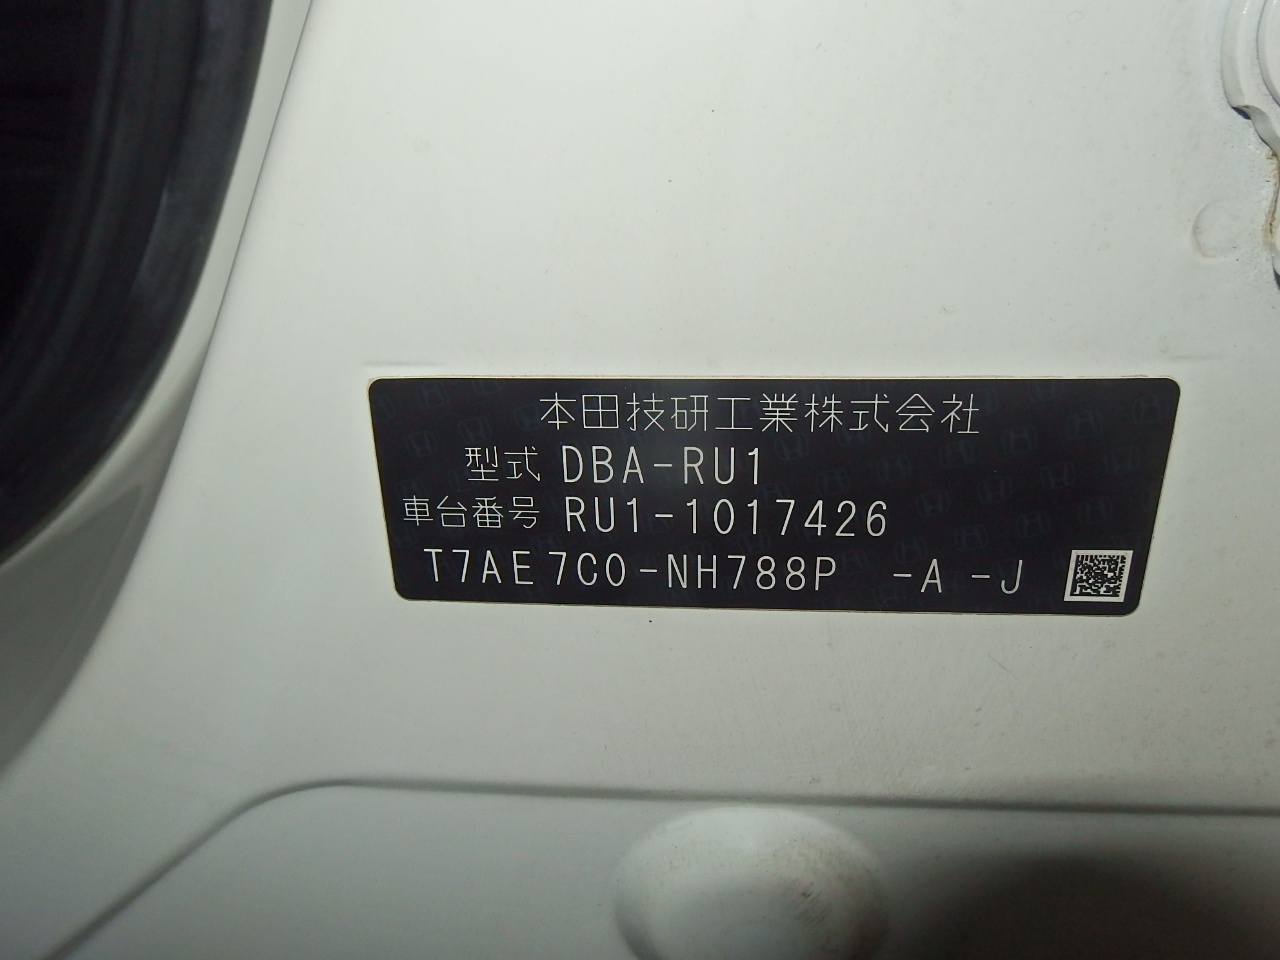 本田技研工業株式会社
型式 DBA-RU1
車台番号 RU1-1017426
T7AE7C0-NH788P -A -J